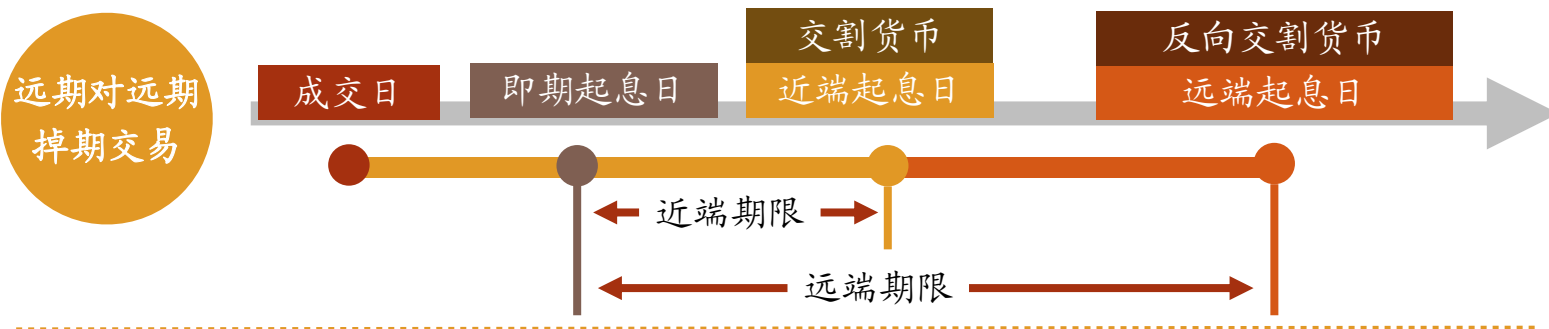 远期对远期
掉期交易
成交日
即期起息日
交割货币
近端起息日
反向交割货币
远端起息日
近端期限
远端期限